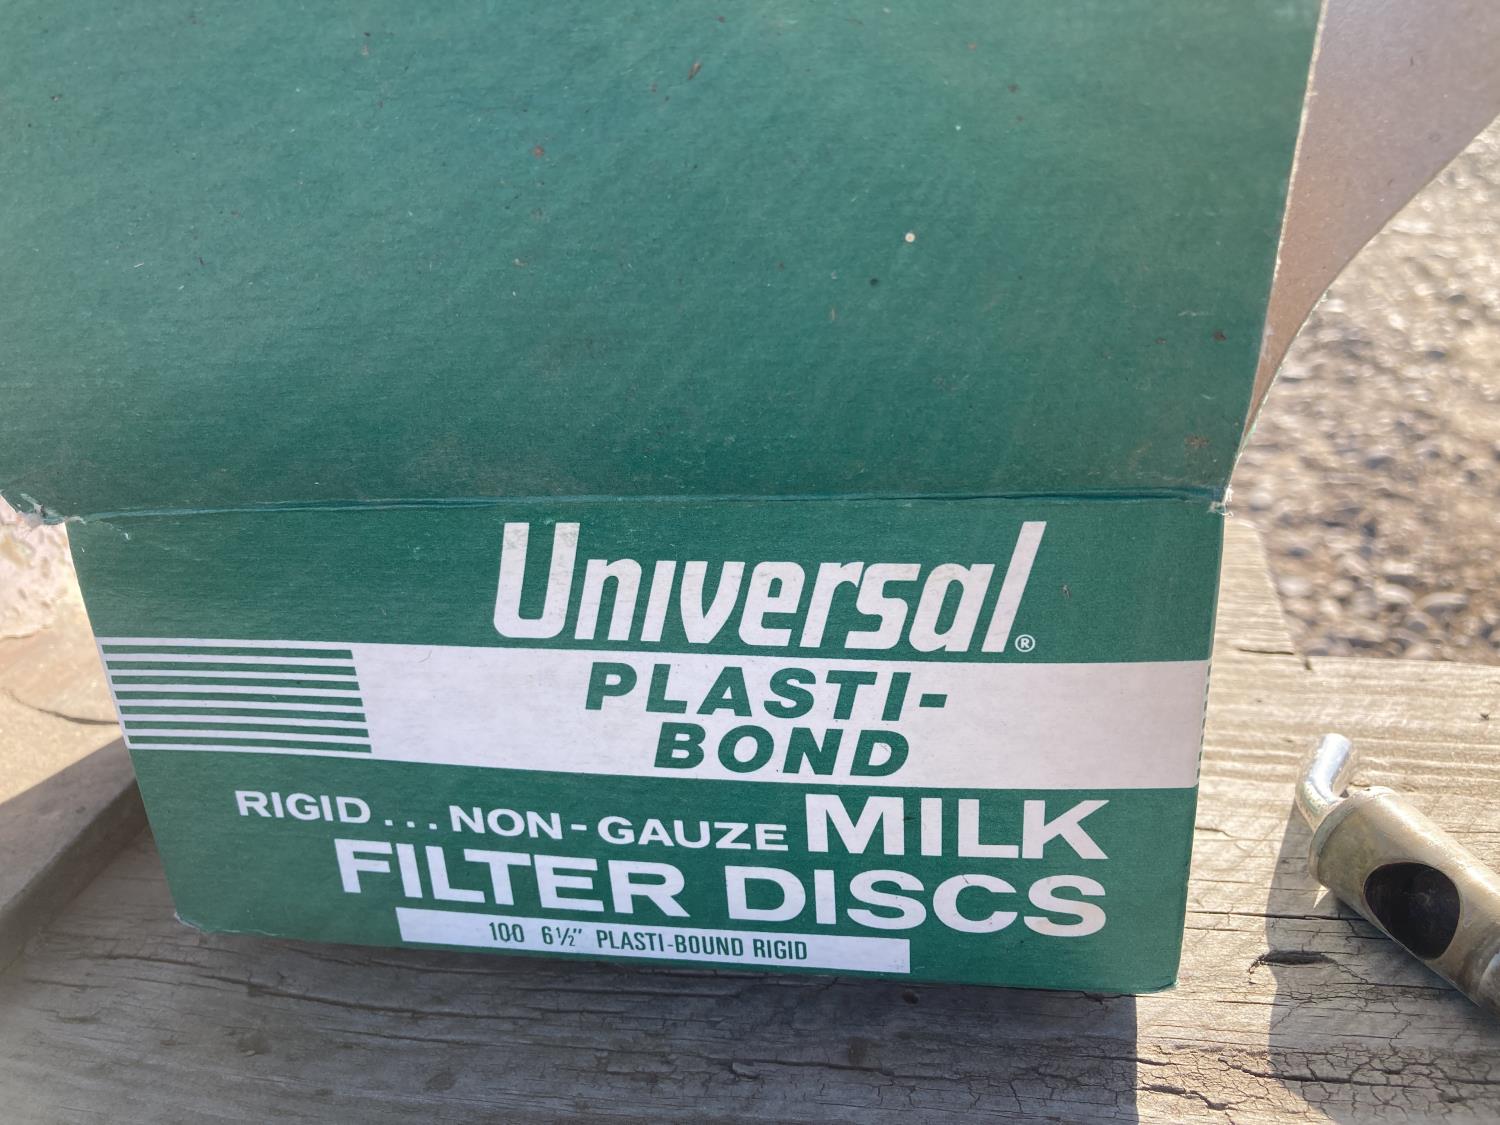 Universal®
PLASTI-
BOND
RIGID...NON-GAUZE MILK
FILTER DISCS
100 6½" PLASTI-BOUND RIGID